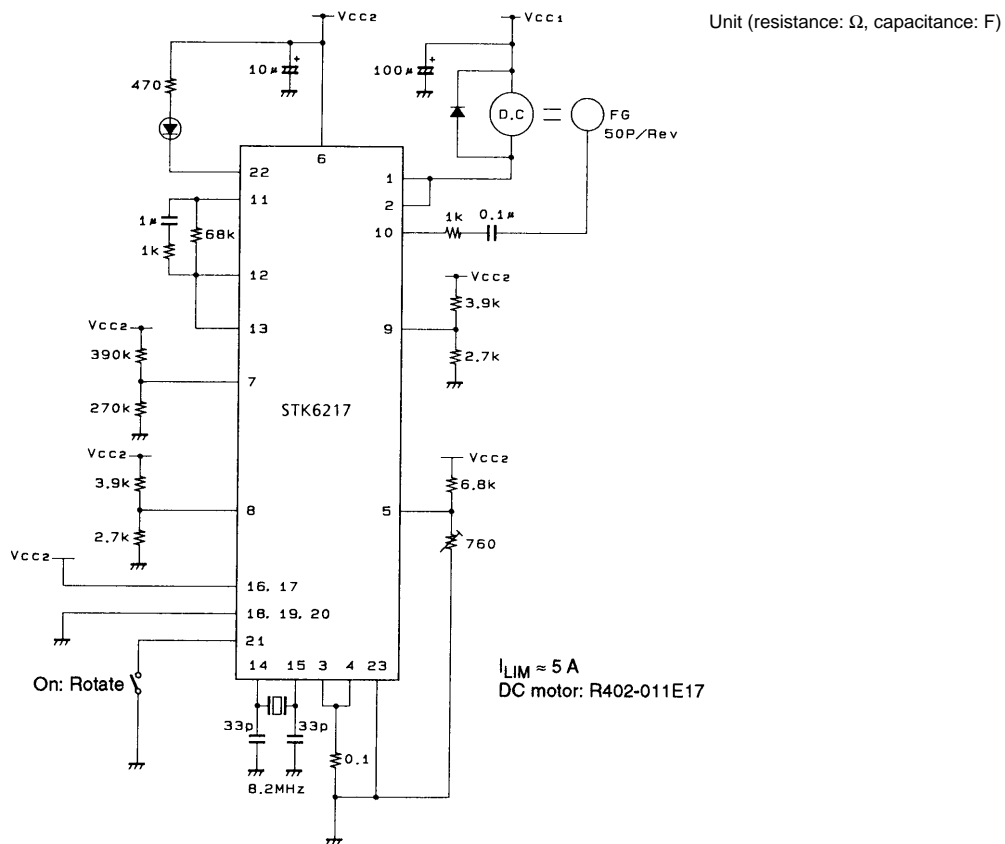 Unit (resistance: Ω, capacitance: F)
Vcc2
Vcc1
10μ
+
100μ
+
470
D.C
FG
50P/Rev
6
22
1
11
2
1μ
68k
1k
0.1μ
10
1k
12
Vcc2
3.9k
13
9
Vcc2
390k
2.7k
7
270k
STK6217
Vcc2
Vcc2
3.9k
6.8k
8
5
2.7k
760
Vcc2
16, 17
18, 19, 20
21
On: Rotate
14 15 3 4 23
ILIM ≈ 5 A
DC motor: R402-011E17
33p
33p
0.1
8.2MHz